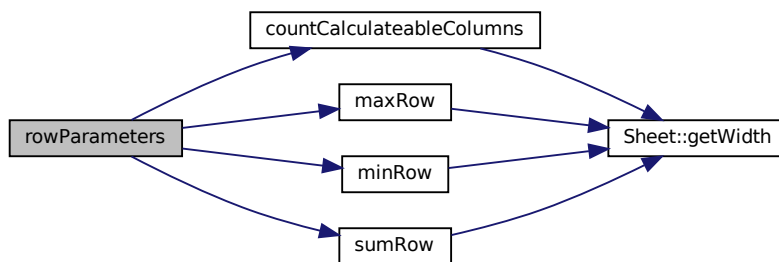 countCalculateableColumns
maxRow
rowParameters
Sheet::getWidth
minRow
sumRow